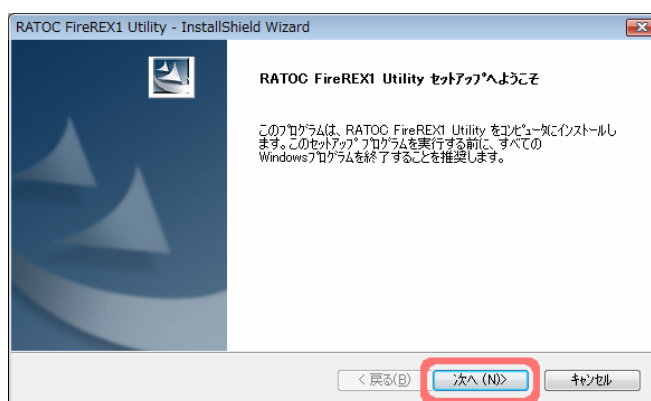 RATOC FireREX1 Utility - InstallShield Wizard
RATOC FireREX1 Utility ｾｯﾄｱｯﾌﾟへようこそ
このﾌﾟﾛｸﾞﾗﾑは、RATOC FireREX1 Utility をｺﾝﾋﾟｭｰﾀにｲﾝｽﾄｰﾙし
ます。このｾｯﾄｱｯﾌﾟ ﾌﾟﾛｸﾞﾗﾑを実行する前に、すべての
Windowsﾌﾟﾛｸﾞﾗﾑを終了することを推奨します。
< 戻る(B)
次へ (N)>
ｷｬﾝｾﾙ